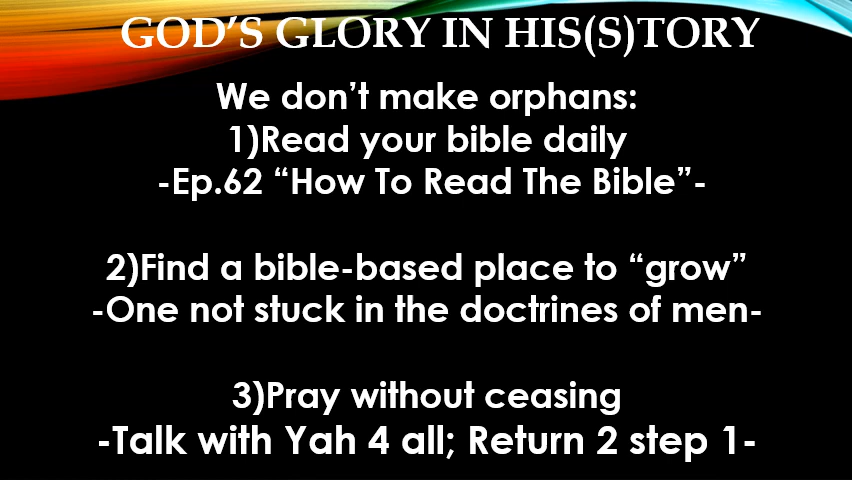 GOD’S GLORY IN HIS(S)TORY
We don’t make orphans:
1)Read your bible daily
-Ep.62 “How To Read The Bible”-
2)Find a bible-based place to “grow”
-One not stuck in the doctrines of men-
3)Pray without ceasing
-Talk with Yah 4 all; Return 2 step 1-